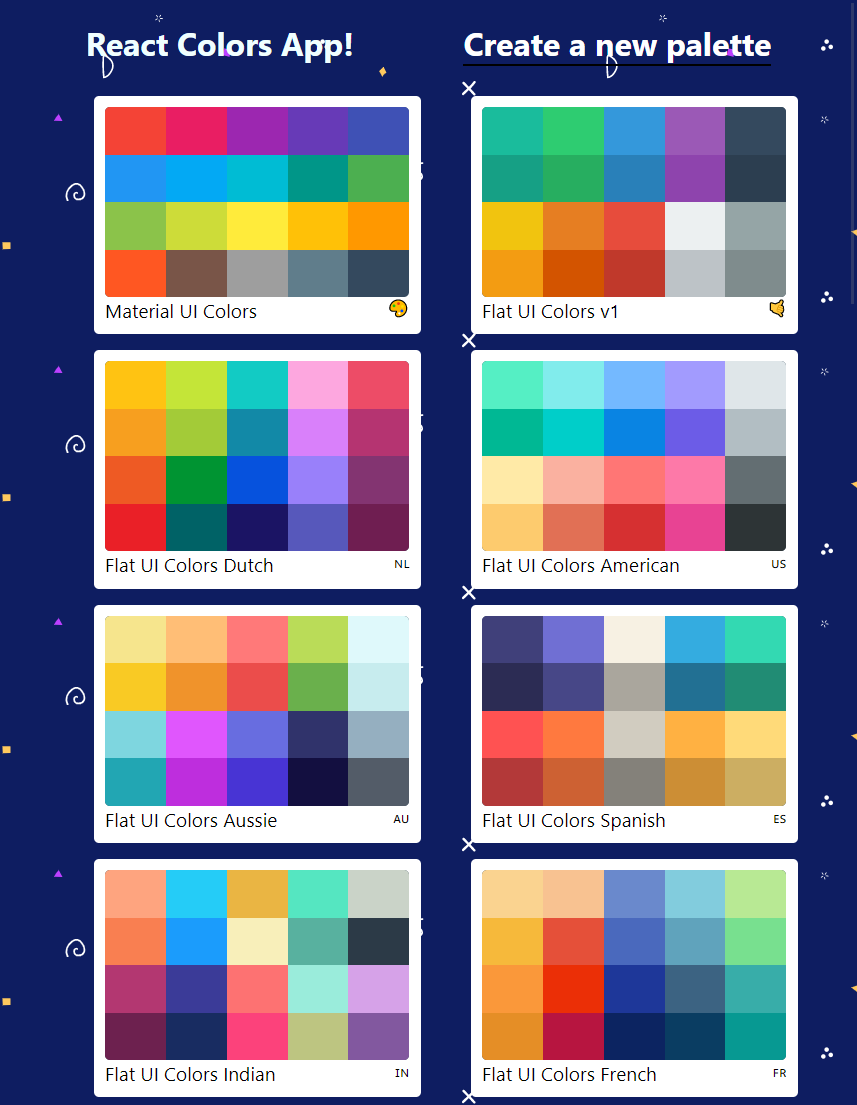 React Colors App!
Create a new palette
Material UI Colors
Flat UI Colors v1
Flat UI Colors Dutch NL
Flat UI Colors American US
Flat UI Colors Aussie AU
Flat UI Colors Spanish ES
Flat UI Colors Indian IN
Flat UI Colors French FR